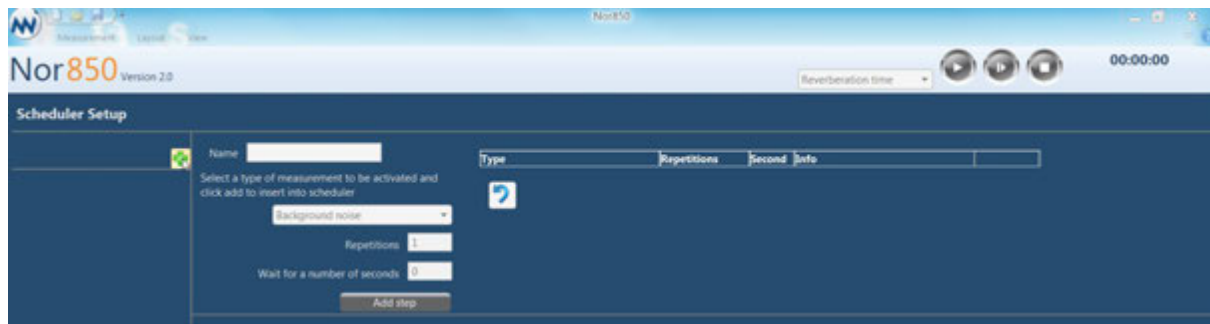 Nor850
Measurement Layout View
Nor850 Version 2.0
Reverberation time
00:00:00
Scheduler Setup
Name
Type Repetitions Second Info
Select a type of measurement to be activated and
click add to insert into scheduler
Background noise
Repetitions 1
Wait for a number of seconds 0
Add step